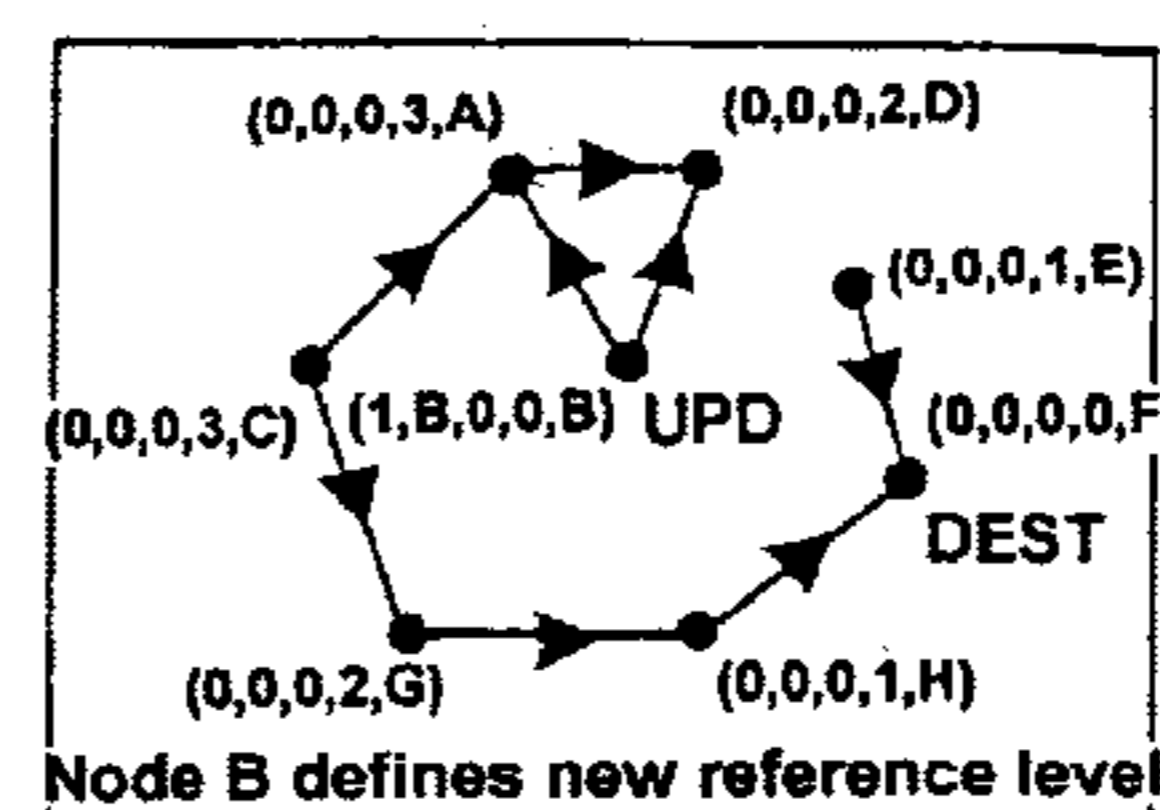 (0,0,0,3,A)
(0,0,0,2,D)
(0,0,0,1,E)
(0,0,0,3,C)
(1,B,0,0,B) UPD
(0,0,0,0,F
DEST
(0,0,0,2,G)
(0,0,0,1,H)
Node B defines new reference level